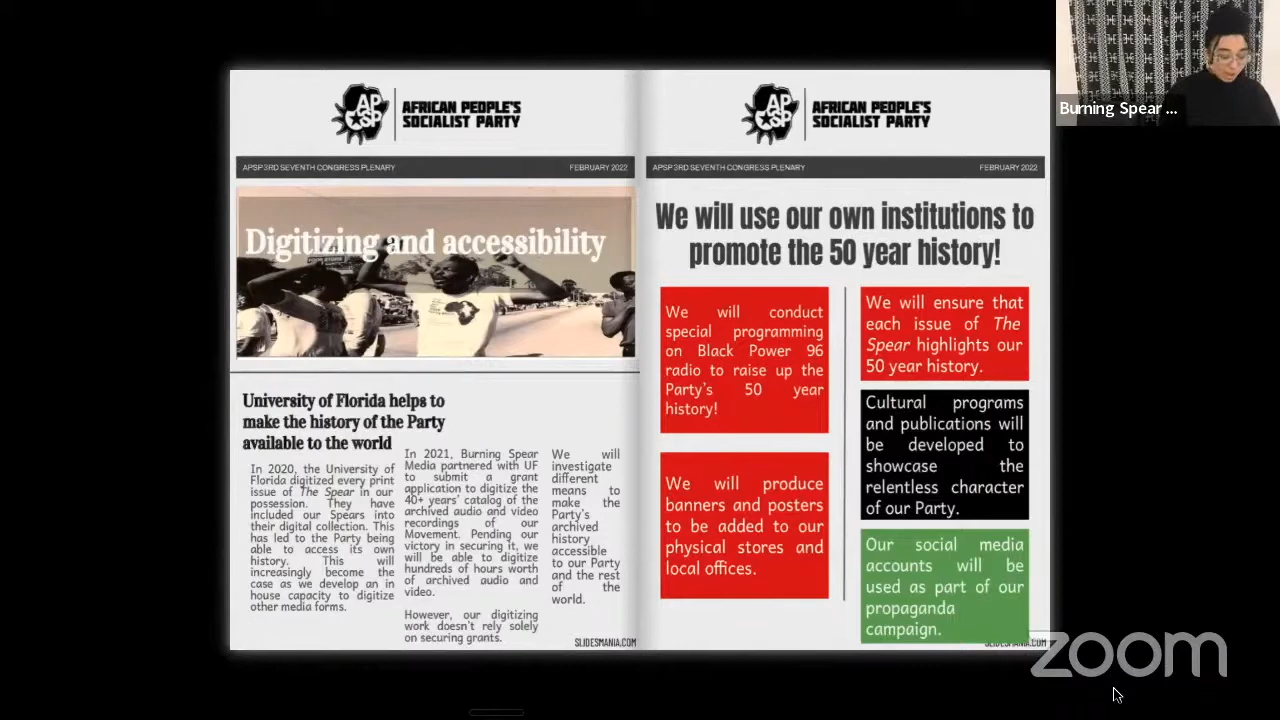 AP
SP
AFRICAN PEOPLE'S
SOCIALIST PARTY
APSP 3RD SEVENTH CONGRESS PLENARY
FEBRUARY 2022
Digitizing and accessibility
University of Florida helps to
make the history of the Party
available to the world
In 2020, the University of
Florida digitized every print
issue of The Spear in our
possession. They have
included our Spears into
their digital collection. This
has led to the Party being
able to access its own
history. This will
increasingly become the
case as we develop an in
house capacity to digitize
other media forms.
In 2021, Burning Spear
Media partnered with UF
to submit a grant
application to digitize the
40+ years' catalog of the
archived audio and video
recordings of our
Movement. Pending our
victory in securing it, we
will be able to digitize
hundreds of hours worth
of archived audio and
video.
However, our digitizing
work doesn't rely solely
on securing grants.
We will
investigate
different
means to
make the
Party's
archived
history
accessible
to our Party
and the rest
of the
world.
SLIDESMANIA.COM
AP
SP
AFRICAN PEOPLE'S
SOCIALIST PARTY
APSP 3RD SEVENTH CONGRESS PLENARY
FEBRUARY 2022
We will use our own institutions to
promote the 50 year history!
We will conduct
special programming
on Black Power 96
radio to raise up the
Party's 50 year
history!
We will produce
banners and posters
to be added to our
physical stores and
local offices.
We will ensure that
each issue of The
Spear highlights our
50 year history.
Cultural programs
and publications will
be developed to
showcase the
relentless character
of our Party.
Our social media
accounts will be
used as part of our
propaganda
campaign.
SLIDESMANIA.COM
Burning Spear ...
zoom